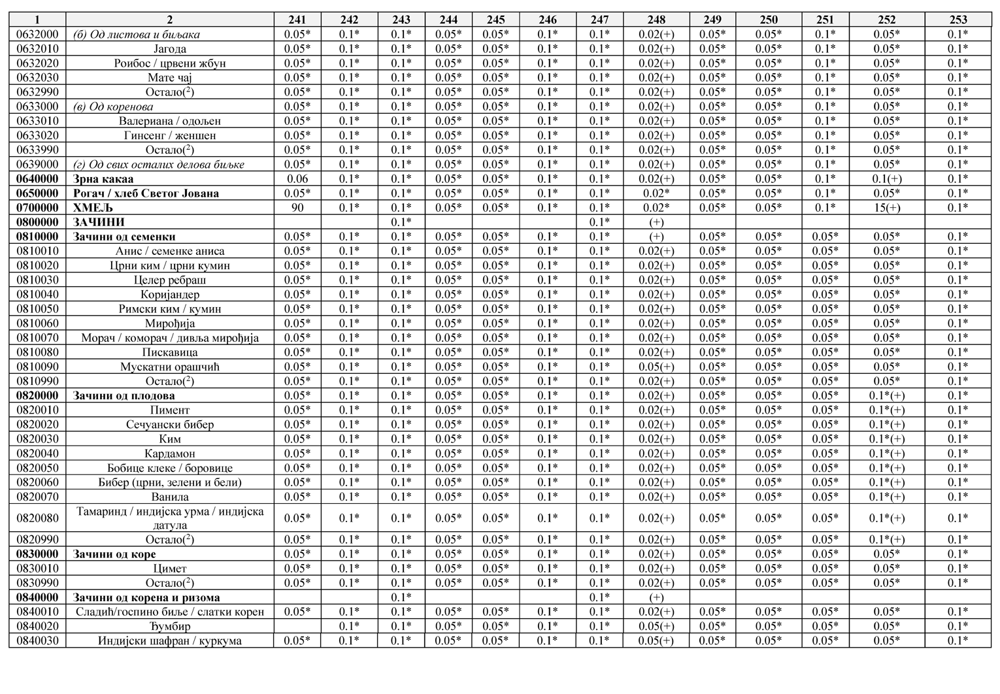 1 2 241 242 243 244 245 246 247 248 249 250 251 252 253
0632000 (б) Од листова и биљака 0.05* 0.1* 0.1* 0.05* 0.05* 0.1* 0.1* 0.02(+) 0.05* 0.05* 0.1* 0.05* 0.1*
0632010 Јагода 0.05* 0.1* 0.1* 0.05* 0.05* 0.1* 0.1* 0.02(+) 0.05* 0.05* 0.1* 0.05* 0.1*
0632020 Роибос / црвени жбун 0.05* 0.1* 0.1* 0.05* 0.05* 0.1* 0.1* 0.02(+) 0.05* 0.05* 0.1* 0.05* 0.1*
0632030 Мате чај 0.05* 0.1* 0.1* 0.05* 0.05* 0.1* 0.1* 0.02(+) 0.05* 0.05* 0.1* 0.05* 0.1*
0632990 Остало(2) 0.05* 0.1* 0.1* 0.05* 0.05* 0.1* 0.1* 0.02(+) 0.05* 0.05* 0.1* 0.05* 0.1*
0633000 (в) Од коренова 0.05* 0.1* 0.1* 0.05* 0.05* 0.1* 0.1* 0.02(+) 0.05* 0.05* 0.1* 0.05* 0.1*
0633010 Валериана / одољен 0.05* 0.1* 0.1* 0.05* 0.05* 0.1* 0.1* 0.02(+) 0.05* 0.05* 0.1* 0.05* 0.1*
0633020 Гинсенг / женшен 0.05* 0.1* 0.1* 0.05* 0.05* 0.1* 0.1* 0.02(+) 0.05* 0.05* 0.1* 0.05* 0.1*
0633990 Остало(2) 0.05* 0.1* 0.1* 0.05* 0.05* 0.1* 0.1* 0.02(+) 0.05* 0.05* 0.1* 0.05* 0.1*
0639000 (г) Од свих осталих делова биљке 0.05* 0.1* 0.1* 0.05* 0.05* 0.1* 0.1* 0.02(+) 0.05* 0.05* 0.1* 0.05* 0.1*
0640000 Зрна какаа 0.06 0.1* 0.1* 0.05* 0.05* 0.1* 0.1* 0.02(+) 0.05* 0.05* 0.1* 0.1(+) 0.1*
0650000 Рогач / хлеб Светог Јована 0.05* 0.1* 0.1* 0.05* 0.05* 0.1* 0.1* 0.02* 0.05* 0.05* 0.1* 0.05* 0.1*
0700000 ХМЕЉ 90 0.1* 0.1* 0.05* 0.05* 0.1* 0.1* 0.02* 0.05* 0.05* 0.1* 15(+) 0.1*
0800000 ЗАЧИНИ 0.1* 0.1* (+)
0810000 Зачини од семенки 0.05* 0.1* 0.1* 0.05* 0.05* 0.1* 0.1* (+) 0.05* 0.05* 0.05* 0.05* 0.1*
0810010 Анис / семенке аниса 0.05* 0.1* 0.1* 0.05* 0.05* 0.1* 0.1* 0.02(+) 0.05* 0.05* 0.05* 0.05* 0.1*
0810020 Црни ким / црни кумин 0.05* 0.1* 0.1* 0.05* 0.05* 0.1* 0.1* 0.02(+) 0.05* 0.05* 0.05* 0.05* 0.1*
0810030 Целер ребраш 0.05* 0.1* 0.1* 0.05* 0.05* 0.1* 0.1* 0.02(+) 0.05* 0.05* 0.05* 0.05* 0.1*
0810040 Коријандер 0.05* 0.1* 0.1* 0.05* 0.05* 0.1* 0.1* 0.02(+) 0.05* 0.05* 0.05* 0.05* 0.1*
0810050 Римски ким / кумин 0.05* 0.1* 0.1* 0.05* 0.05* 0.1* 0.1* 0.02(+) 0.05* 0.05* 0.05* 0.05* 0.1*
0810060 Мирођија 0.05* 0.1* 0.1* 0.05* 0.05* 0.1* 0.1* 0.02(+) 0.05* 0.05* 0.05* 0.05* 0.1*
0810070 Морач / коморач / дивља мирођија 0.05* 0.1* 0.1* 0.05* 0.05* 0.1* 0.1* 0.02(+) 0.05* 0.05* 0.05* 0.05* 0.1*
0810080 Пискавица 0.05* 0.1* 0.1* 0.05* 0.05* 0.1* 0.1* 0.02(+) 0.05* 0.05* 0.05* 0.05* 0.1*
0810090 Мускатни орашчић 0.05* 0.1* 0.1* 0.05* 0.05* 0.1* 0.1* 0.05(+) 0.05* 0.05* 0.05* 0.05* 0.1*
0810990 Остало(2) 0.05* 0.1* 0.1* 0.05* 0.05* 0.1* 0.1* 0.02(+) 0.05* 0.05* 0.05* 0.05* 0.1*
0820000 Зачини од плодова 0.05* 0.1* 0.1* 0.05* 0.05* 0.1* 0.1* 0.02(+) 0.05* 0.05* 0.05* 0.1*(+) 0.1*
0820010 Пимент 0.05* 0.1* 0.1* 0.05* 0.05* 0.1* 0.1* 0.02(+) 0.05* 0.05* 0.05* 0.1*(+) 0.1*
0820020 Сечуански бибер 0.05* 0.1* 0.1* 0.05* 0.05* 0.1* 0.1* 0.02(+) 0.05* 0.05* 0.05* 0.1*(+) 0.1*
0820030 Ким 0.05* 0.1* 0.1* 0.05* 0.05* 0.1* 0.1* 0.02(+) 0.05* 0.05* 0.05* 0.1*(+) 0.1*
0820040 Кардамон 0.05* 0.1* 0.1* 0.05* 0.05* 0.1* 0.1* 0.02(+) 0.05* 0.05* 0.05* 0.1*(+) 0.1*
0820050 Бобице клеке / боровице 0.05* 0.1* 0.1* 0.05* 0.05* 0.1* 0.1* 0.02(+) 0.05* 0.05* 0.05* 0.1*(+) 0.1*
0820060 Бибер (црни, зелени и бели) 0.05* 0.1* 0.1* 0.05* 0.05* 0.1* 0.1* 0.02(+) 0.05* 0.05* 0.05* 0.1*(+) 0.1*
0820070 Ванила 0.05* 0.1* 0.1* 0.05* 0.05* 0.1* 0.1* 0.02(+) 0.05* 0.05* 0.05* 0.1*(+) 0.1*
0820080 Тамаринд / индијска урма / индијска
датула 0.05* 0.1* 0.1* 0.05* 0.05* 0.1* 0.1* 0.02(+) 0.05* 0.05* 0.05* 0.1*(+) 0.1*
0820990 Остало(2) 0.05* 0.1* 0.1* 0.05* 0.05* 0.1* 0.1* 0.02(+) 0.05* 0.05* 0.05* 0.1*(+) 0.1*
0830000 Зачини од коре 0.05* 0.1* 0.1* 0.05* 0.05* 0.1* 0.1* 0.02(+) 0.05* 0.05* 0.05* 0.05* 0.1*
0830010 Цимет 0.05* 0.1* 0.1* 0.05* 0.05* 0.1* 0.1* 0.02(+) 0.05* 0.05* 0.05* 0.05* 0.1*
0830990 Остало(2) 0.05* 0.1* 0.1* 0.05* 0.05* 0.1* 0.1* 0.02(+) 0.05* 0.05* 0.05* 0.05* 0.1*
0840000 Зачини од корена и ризома 0.1* 0.1* (+)
0840010 Сладић/госпино биље / слатки корен 0.05* 0.1* 0.1* 0.05* 0.05* 0.1* 0.1* 0.02(+) 0.05* 0.05* 0.05* 0.05* 0.1*
0840020 Ђумбир 0.1* 0.1* 0.05* 0.05* 0.1* 0.1* 0.05(+) 0.05* 0.05* 0.05* 0.05* 0.1*
0840030 Индијски шафран / куркума 0.05* 0.1* 0.1* 0.05* 0.05* 0.1* 0.1* 0.05(+) 0.05* 0.05* 0.05* 0.05* 0.1*